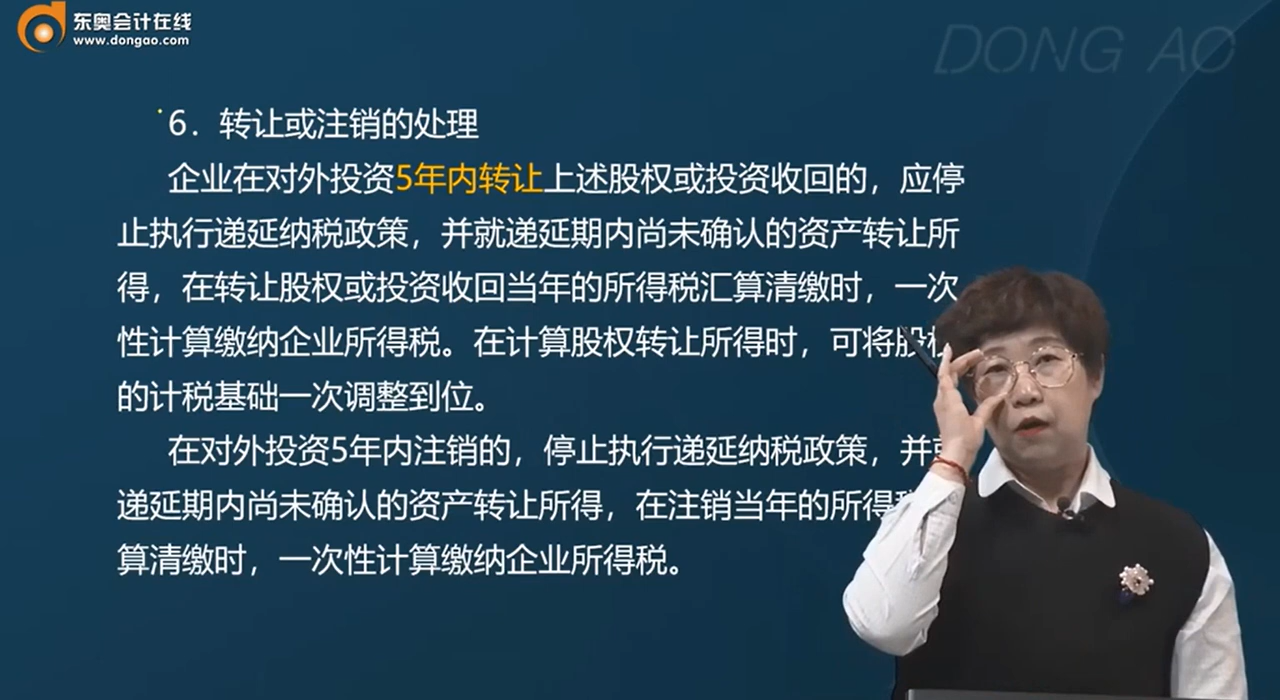 东奥会计在线
www.dongao.com
DONG AO
6．转让或注销的处理
企业在对外投资5年内转让上述股权或投资收回的，应停
止执行递延纳税政策，并就递延期内尚未确认的资产转让所
得，在转让股权或投资收回当年的所得税汇算清缴时，一次
性计算缴纳企业所得税。在计算股权转让所得时，可将股
的计税基础一次调整到位。
在对外投资5年内注销的，停止执行递延纳税政策，并
递延期内尚未确认的资产转让所得，在注销当年的所得
算清缴时，一次性计算缴纳企业所得税。